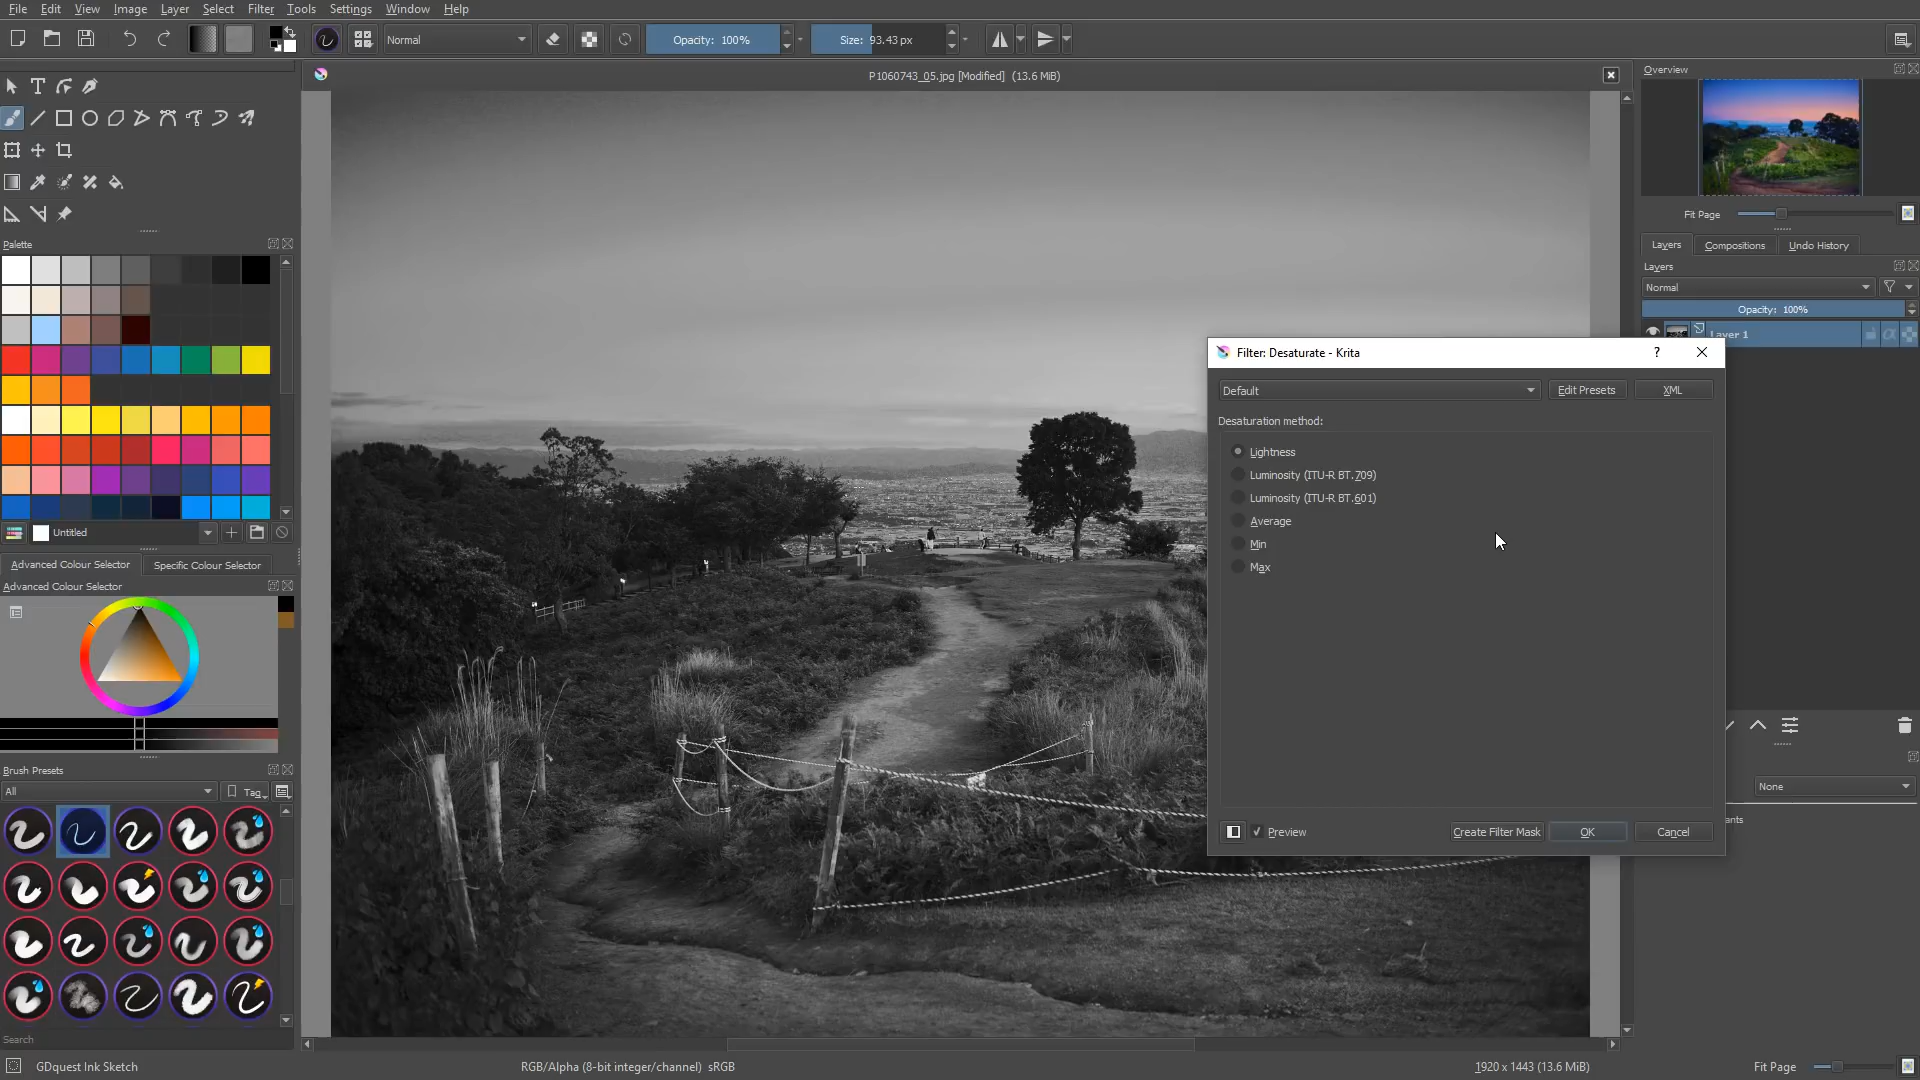 File Edit View Image Layer Select Filter Tools Settings Window Help
Normal
Opacity: 100%
Size: 93.43 px
P1060743_05.jpg [Modified] (13.6 MiB)
Overview
Fit Page
Palette
Layers Compositions Undo History
Layers
Normal
Opacity: 100%
Layer 1
Filter: Desaturate - Krita
Default
Edit Presets
XML
Desaturation method:
Lightness
Luminosity (ITU-R BT.709)
Luminosity (ITU-R BT.601)
Average
Min
Max
Untitled
Advanced Colour Selector
Specific Colour Selector
Advanced Colour Selector
Brush Presets
All
Tag
None
ants
Preview
Create Filter Mask
OK
Cancel
Search
GDquest Ink Sketch
RGB/Alpha (8-bit integer/channel) sRGB
1920 x 1443 (13.6 MiB)
Fit Page